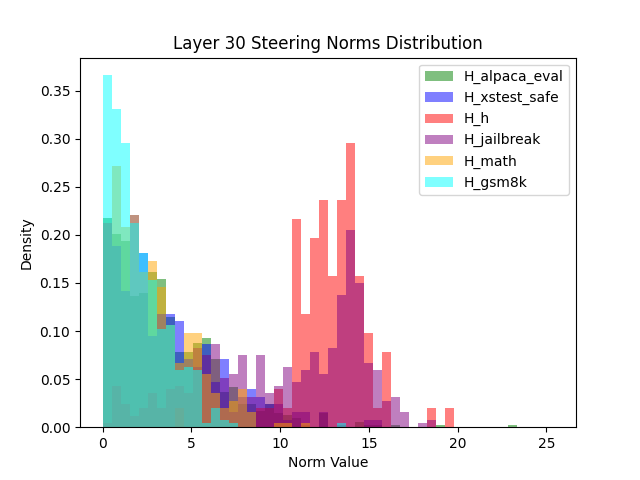 Layer 30 Steering Norms Distribution
H_alpaca_eval
H_xstest_safe
H_h
H_jailbreak
H_math
H_gsm8k
Density
0.35
0.30
0.25
0.20
0.15
0.10
0.05
0.00
0 5 10 15 20 25
Norm Value